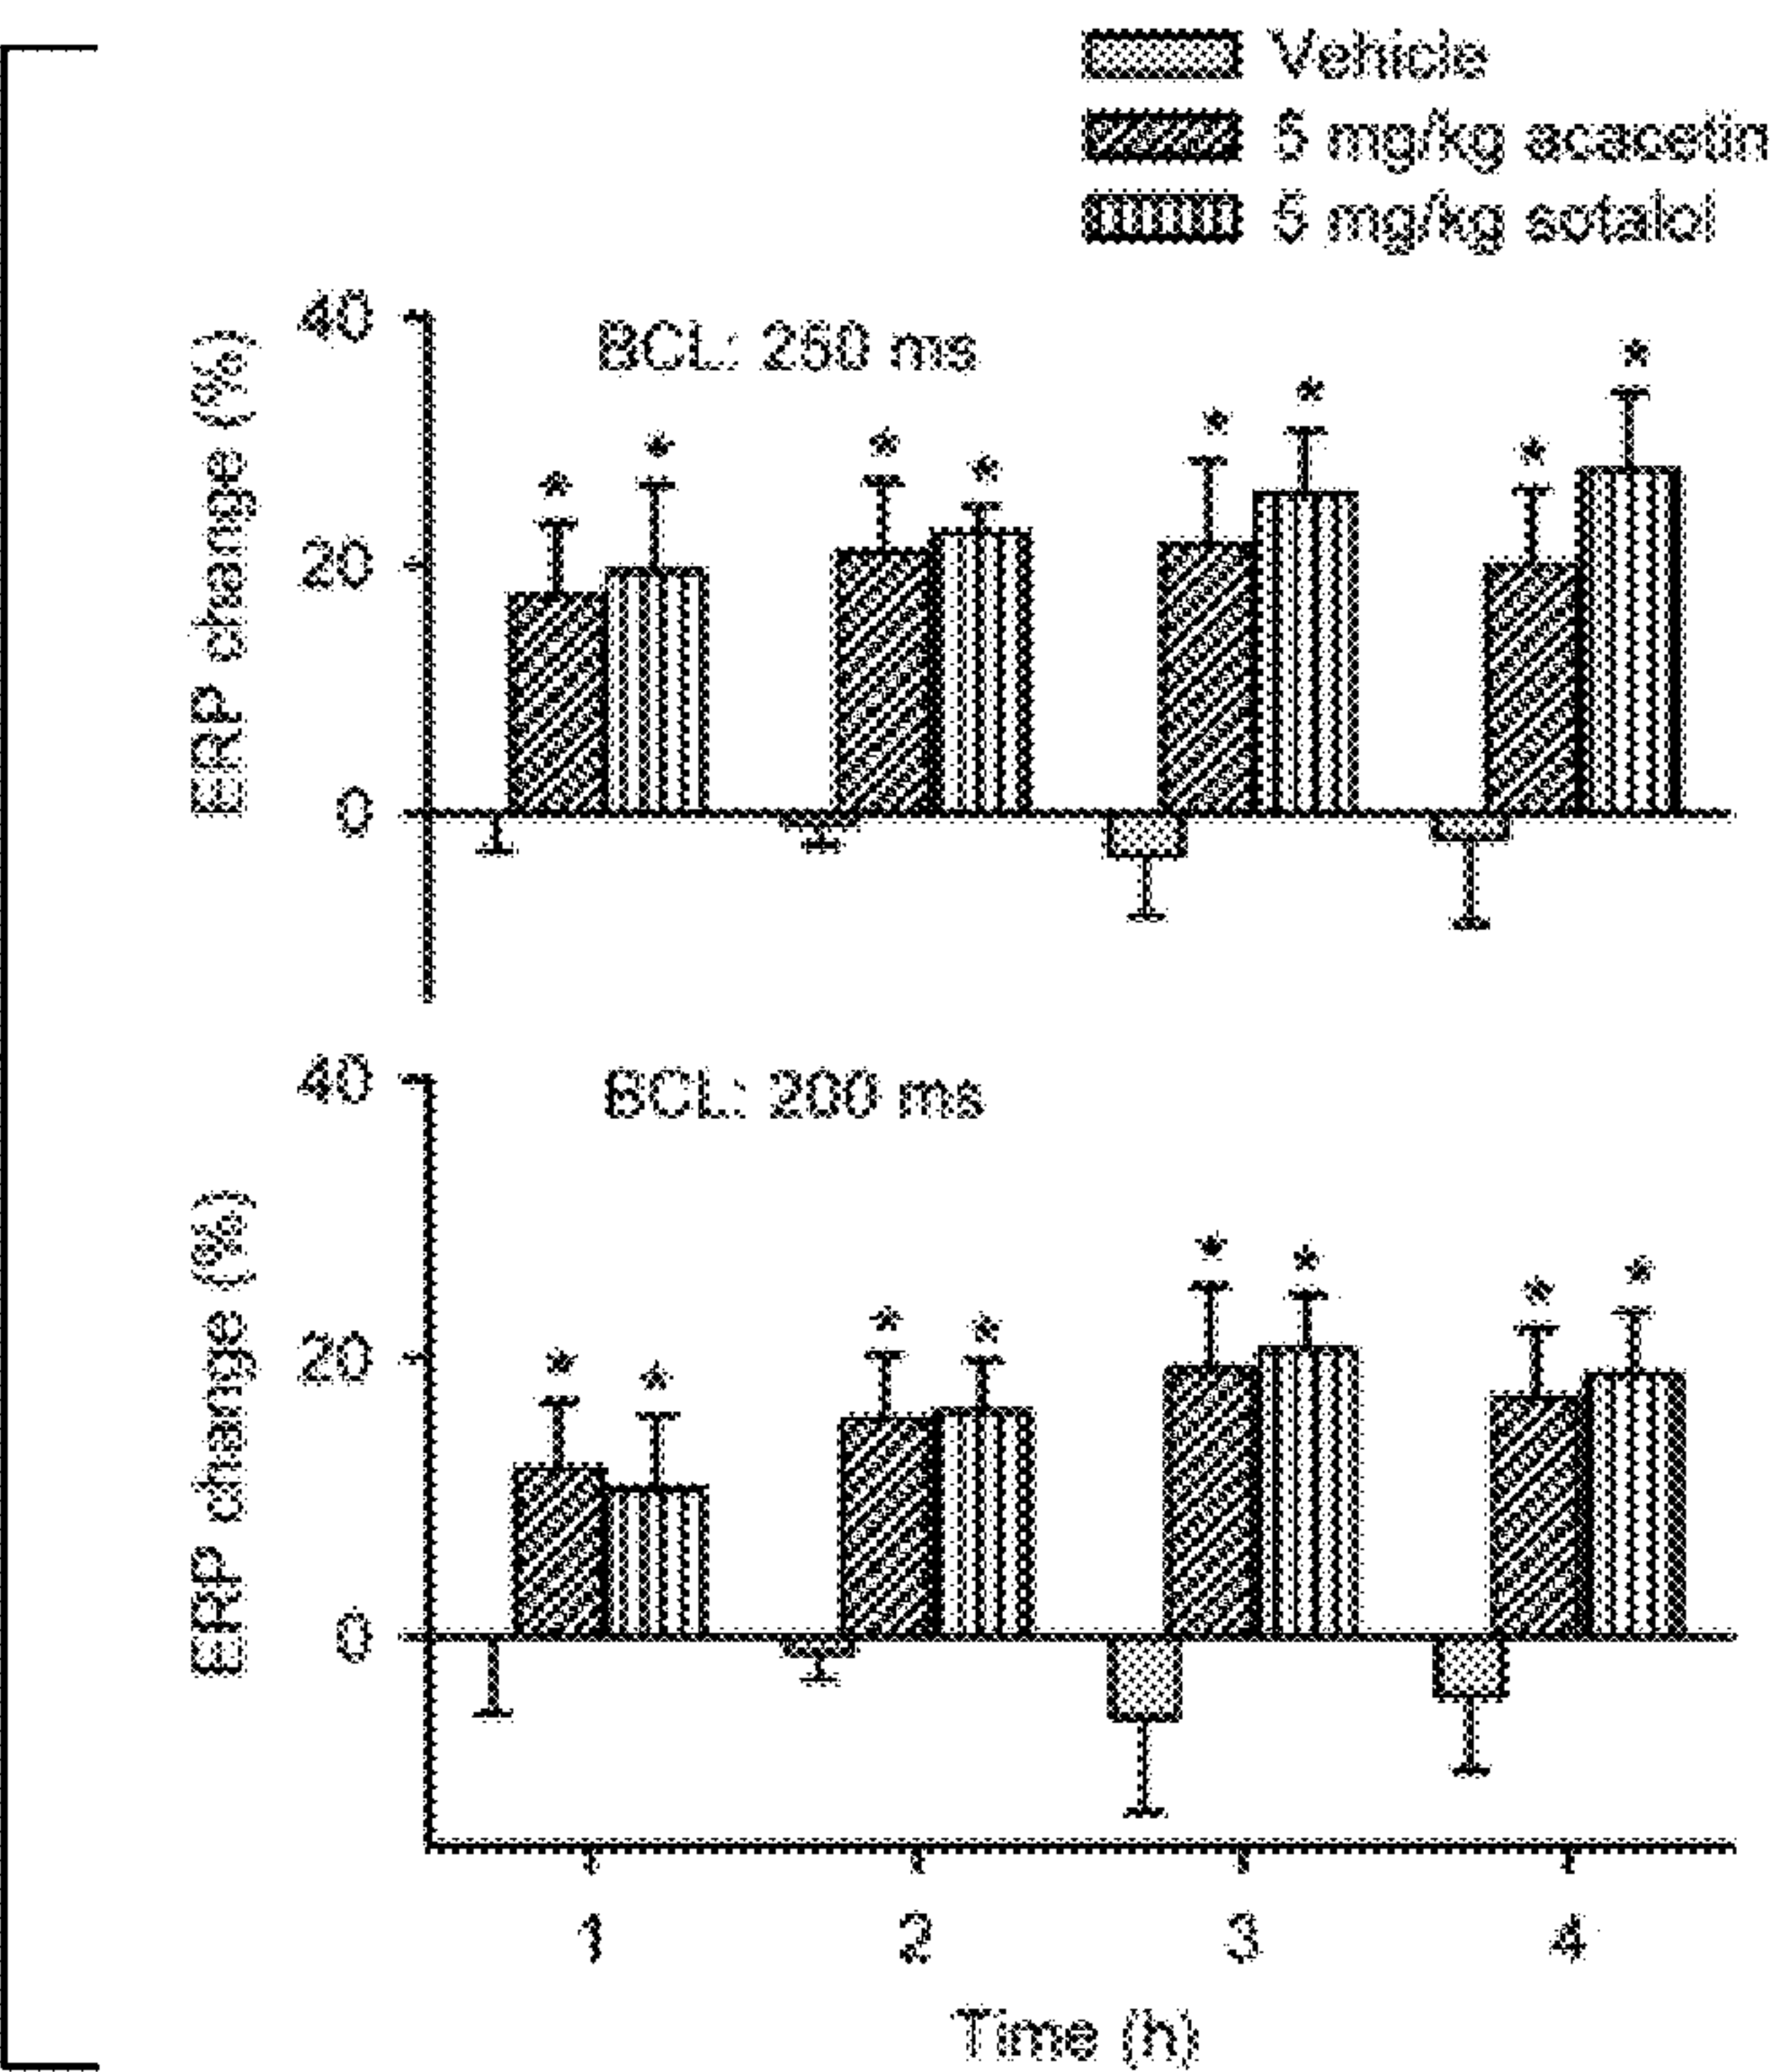 Vehicle
5 mg/kg acacetin
5 mg/kg sotalol
BCL: 250 ms
ERP change (%)
40
20
0
* * * * * * * *
BCL: 200 ms
ERP change (%)
40
20
0
* * * * * * * *
1 2 3 4
Time (h)